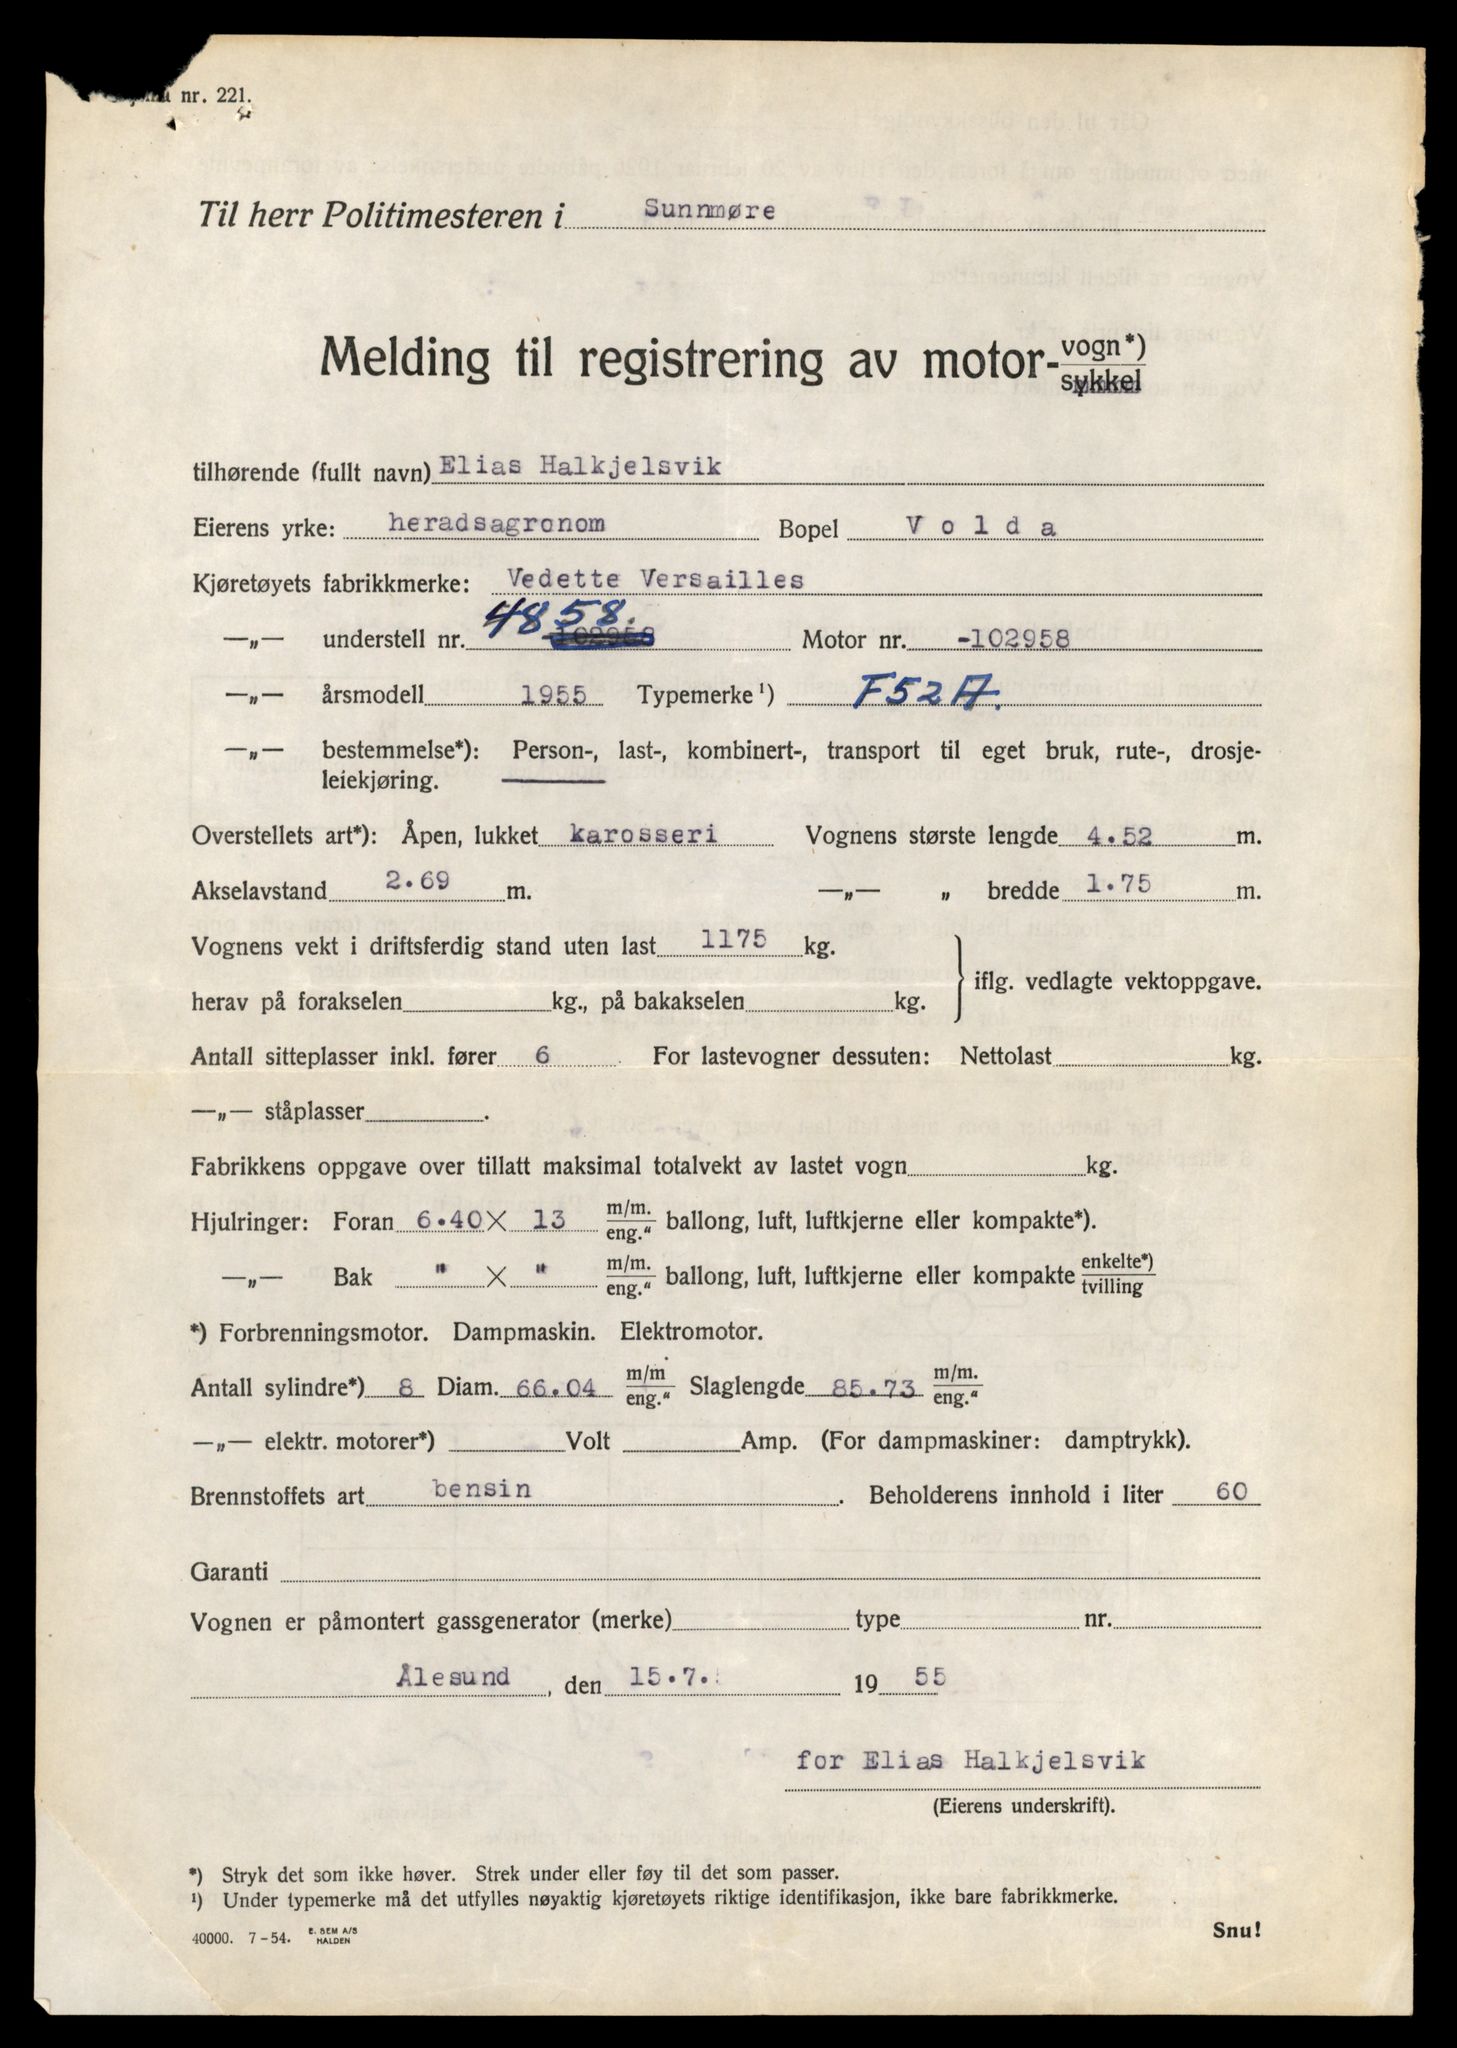 nr. 221.
Til herr Politimesteren i Sunnmøre
Melding til registrering av motor-vogn*)
sykkel
tilhørende (fullt navn) Elias Halkjelsvik
Eierens yrke: heradsagronom Bopel Volda
Kjøretøyets fabrikkmerke: Vedette Versailles
—„— understell nr. 4858. -102958 Motor nr. -102958
—„— årsmodell 1955 Typemerke¹) F52A.
—„— bestemmelse*): Person-, last-, kombinert-, transport til eget bruk, rute-, drosje-
leiekjøring.
Overstellets art*): Åpen, lukket karosseri Vognens største lengde 4.52 m.
Akselavstand 2.69 m. —„— „ bredde 1.75 m.
Vognens vekt i driftsferdig stand uten last 1175 kg.
herav på forakselen kg., på bakakselen kg. } iflg. vedlagte vektoppgave.
Antall sitteplasser inkl. fører 6 For lastevogner dessuten: Nettolast kg.
—„— ståplasser .
Fabrikkens oppgave over tillatt maksimal totalvekt av lastet vogn kg.
Hjulringer: Foran 6.40 × 13 m/m. eng.“ ballong, luft, luftkjerne eller kompakte*).
—„— Bak " × " m/m. eng.“ ballong, luft, luftkjerne eller kompakte enkelte*) tvilling
*) Forbrenningsmotor. Dampmaskin. Elektromotor.
Antall sylindre*) 8 Diam. 66.04 m/m eng.“ Slaglengde 85.73 m/m. eng.“
—„— elektr. motorer*) Volt Amp. (For dampmaskiner: damptrykk).
Brennstoffets art bensin . Beholderens innhold i liter 60
Garanti
Vognen er påmontert gassgenerator (merke) type nr.
Ålesund , den 15.7. 19 55
for Elias Halkjelsvik
(Eierens underskrift).
*) Stryk det som ikke høver. Strek under eller føy til det som passer.
¹) Under typemerke må det utfylles nøyaktig kjøretøyets riktige identifikasjon, ikke bare fabrikkmerke.
40000. 7-54. E. SEM A/S HALDEN
Snu!